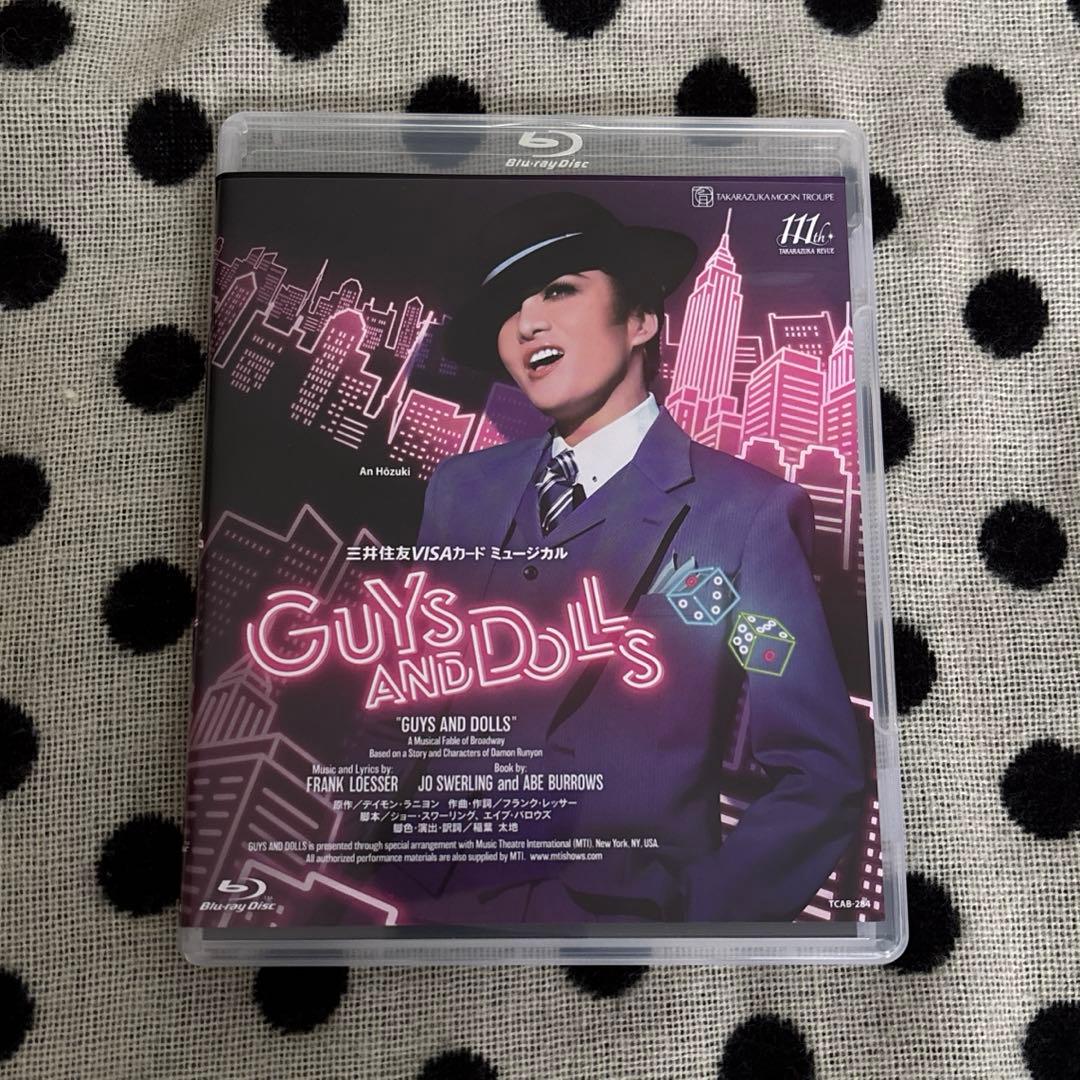 Blu-ray Disc
TAKARAZUKA MOON TROUPE
111th
TAKARAZUKA REVUE
An Hōzuki
三井住友VISAカード ミュージカル
GUYS
AND DOLLS
"GUYS AND DOLLS"
A Musical Fable of Broadway
Based on a Story and Characters of Damon Runyon
Music and Lyrics by: Book by:
FRANK LOESSER JO SWERLING and ABE BURROWS
原作／デイモン・ラニヨン 作曲・作詞／フランク・レッサー
脚本／ジョー・スワーリング、エイブ・バロウズ
脚色・演出・訳詞／稲葉 太地
GUYS AND DOLLS is presented through special arrangement with Music Theatre International (MTI). New York. NY, USA.
All authorized performance materials are also supplied by MTI. www.mtishows.com
Blu-ray Disc™
TCAB-284